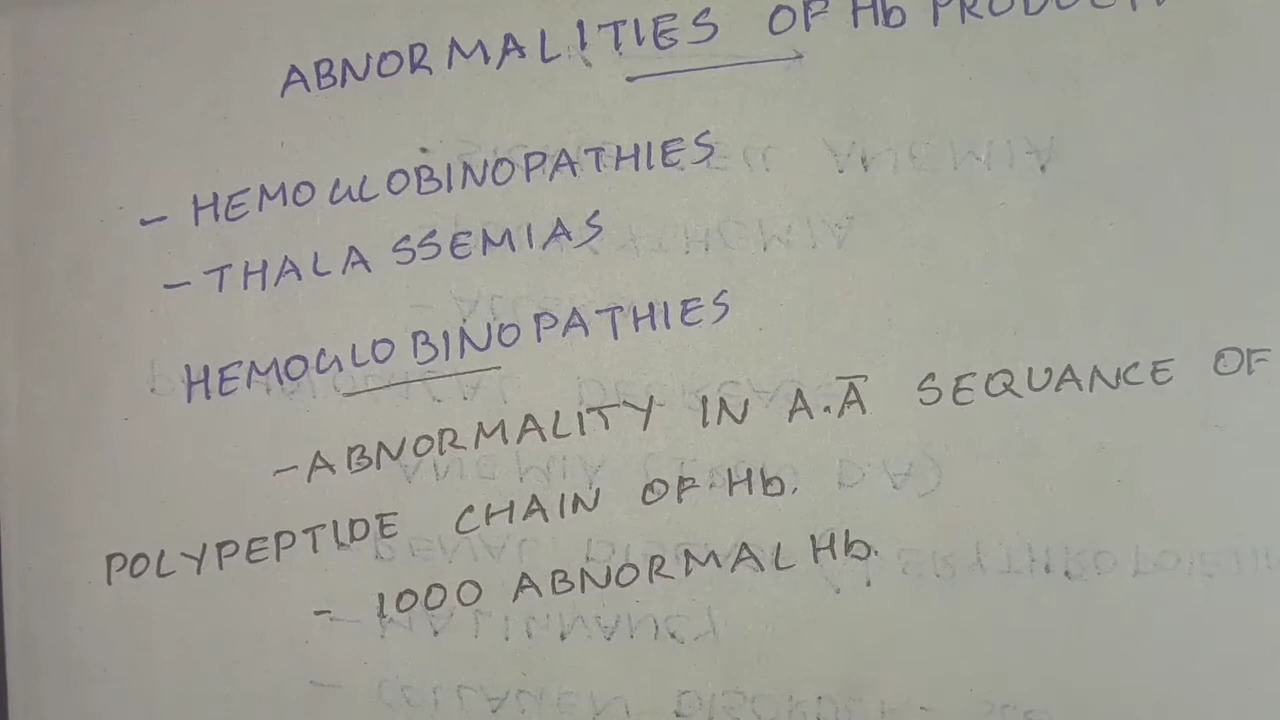 ABNORMALITIES OF Hb
- HEMOGLOBINOPATHIES
- THALASSEMIAS
HEMOGLOBINOPATHIES
- ABNORMALITY IN A.Ā SEQUANCE OF
POLYPEPTIDE CHAIN OF Hb.
- 1000 ABNORMAL Hb.